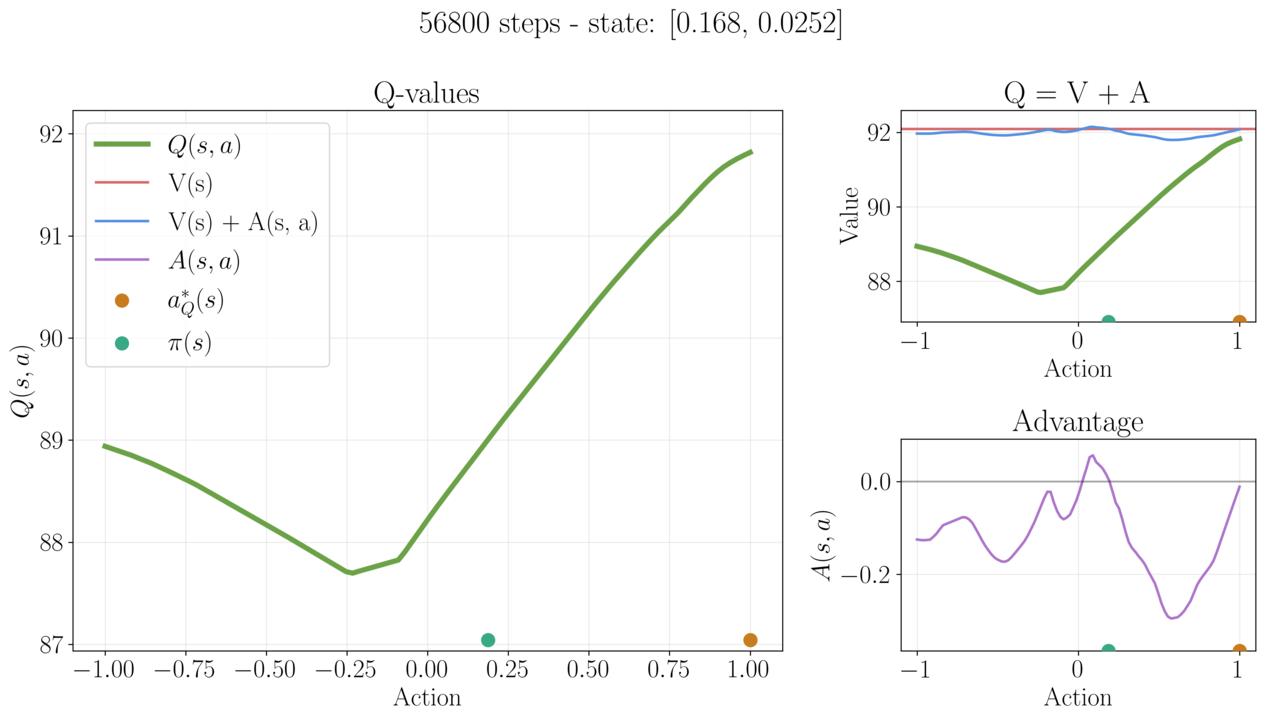 56800 steps - state: [0.168, 0.0252]
Q-values
Q(s, a)
V(s)
V(s) + A(s, a)
A(s, a)
a*Q(s)
π(s)
92
91
90
89
88
87
Q(s, a)
−1.00 −0.75 −0.50 −0.25 0.00 0.25 0.50 0.75 1.00
Action
Q = V + A
92
90
88
Value
−1 0 1
Action
Advantage
0.0
−0.2
A(s, a)
−1 0 1
Action